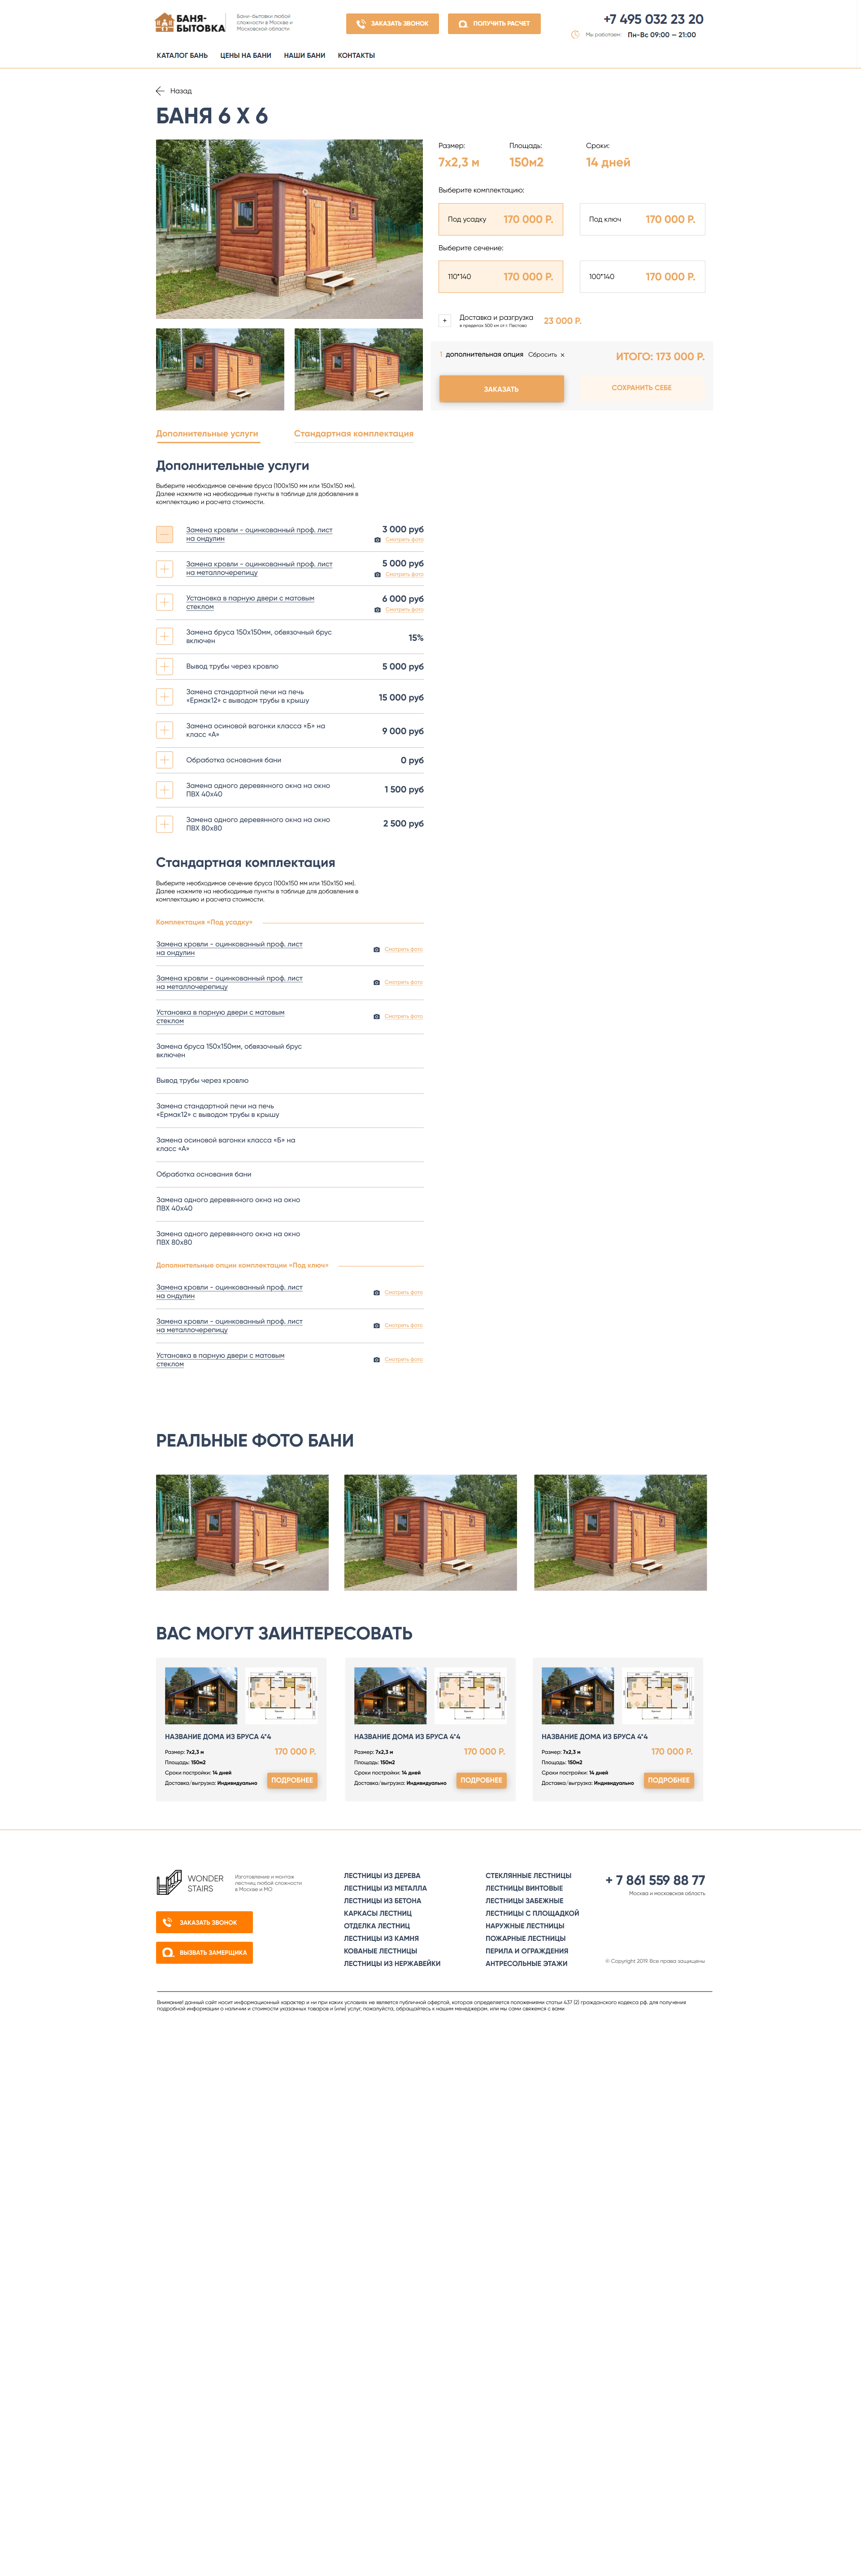 БАНЯ-
БЫТОВКА
Бани-бытовки любой
сложности в Москве и
Московской области
ЗАКАЗАТЬ ЗВОНОК
ПОЛУЧИТЬ РАСЧЕТ
+7 495 032 23 20
Мы работаем: Пн-Вс 09:00 — 21:00
КАТАЛОГ БАНЬ ЦЕНЫ НА БАНИ НАШИ БАНИ КОНТАКТЫ
Назад
БАНЯ 6 X 6
Размер: Площадь: Сроки:
7х2,3 м 150м2 14 дней
Выберите комплектацию:
Под усадку 170 000 Р. Под ключ 170 000 Р.
Выберите сечение:
110*140 170 000 Р. 100*140 170 000 Р.
+ Доставка и разгрузка 23 000 Р.
в пределах 500 км от г. Пестово
1 дополнительная опция Сбросить x ИТОГО: 173 000 Р.
ЗАКАЗАТЬ СОХРАНИТЬ СЕБЕ
Дополнительные услуги Стандартная комплектация
Дополнительные услуги
Выберите необходимое сечение бруса (100х150 мм или 150х150 мм).
Далее нажмите на необходимые пункты в таблице для добавления в
комплектацию и расчета стоимости.
Замена кровли - оцинкованный проф. лист 3 000 руб
на ондулин Смотреть фото
Замена кровли - оцинкованный проф. лист 5 000 руб
на металлочерепицу Смотреть фото
Установка в парную двери с матовым 6 000 руб
стеклом Смотреть фото
Замена бруса 150х150мм, обвязочный брус
включен 15%
Вывод трубы через кровлю 5 000 руб
Замена стандартной печи на печь
«Ермак12» с выводом трубы в крышу 15 000 руб
Замена осиновой вагонки класса «Б» на
класс «А» 9 000 руб
Обработка основания бани 0 руб
Замена одного деревянного окна на окно
ПВХ 40х40 1 500 руб
Замена одного деревянного окна на окно
ПВХ 80х80 2 500 руб
Стандартная комплектация
Выберите необходимое сечение бруса (100х150 мм или 150х150 мм).
Далее нажмите на необходимые пункты в таблице для добавления в
комплектацию и расчета стоимости.
Комплектация «Под усадку»
Замена кровли - оцинкованный проф. лист
на ондулин Смотреть фото
Замена кровли - оцинкованный проф. лист
на металлочерепицу Смотреть фото
Установка в парную двери с матовым
стеклом Смотреть фото
Замена бруса 150х150мм, обвязочный брус
включен
Вывод трубы через кровлю
Замена стандартной печи на печь
«Ермак12» с выводом трубы в крышу
Замена осиновой вагонки класса «Б» на
класс «А»
Обработка основания бани
Замена одного деревянного окна на окно
ПВХ 40х40
Замена одного деревянного окна на окно
ПВХ 80х80
Дополнительные опции комплектации «Под ключ»
Замена кровли - оцинкованный проф. лист
на ондулин Смотреть фото
Замена кровли - оцинкованный проф. лист
на металлочерепицу Смотреть фото
Установка в парную двери с матовым
стеклом Смотреть фото
РЕАЛЬНЫЕ ФОТО БАНИ
ВАС МОГУТ ЗАИНТЕРЕСОВАТЬ
НАЗВАНИЕ ДОМА ИЗ БРУСА 4*4
Размер: 7х2,3 м 170 000 Р.
Площадь: 150м2
Сроки постройки: 14 дней
Доставка/выгрузка: Индивидуально
ПОДРОБНЕЕ
НАЗВАНИЕ ДОМА ИЗ БРУСА 4*4
Размер: 7х2,3 м 170 000 Р.
Площадь: 150м2
Сроки постройки: 14 дней
Доставка/выгрузка: Индивидуально
ПОДРОБНЕЕ
НАЗВАНИЕ ДОМА ИЗ БРУСА 4*4
Размер: 7х2,3 м 170 000 Р.
Площадь: 150м2
Сроки постройки: 14 дней
Доставка/выгрузка: Индивидуально
ПОДРОБНЕЕ
WONDER
STAIRS
Изготовление и монтаж
лестниц любой сложности
в Москве и МО
ЗАКАЗАТЬ ЗВОНОК
ВЫЗВАТЬ ЗАМЕРЩИКА
ЛЕСТНИЦЫ ИЗ ДЕРЕВА
ЛЕСТНИЦЫ ИЗ МЕТАЛЛА
ЛЕСТНИЦЫ ИЗ БЕТОНА
КАРКАСЫ ЛЕСТНИЦ
ОТДЕЛКА ЛЕСТНИЦ
ЛЕСТНИЦЫ ИЗ КАМНЯ
КОВАНЫЕ ЛЕСТНИЦЫ
ЛЕСТНИЦЫ ИЗ НЕРЖАВЕЙКИ
СТЕКЛЯННЫЕ ЛЕСТНИЦЫ
ЛЕСТНИЦЫ ВИНТОВЫЕ
ЛЕСТНИЦЫ ЗАБЕЖНЫЕ
ЛЕСТНИЦЫ С ПЛОЩАДКОЙ
НАРУЖНЫЕ ЛЕСТНИЦЫ
ПОЖАРНЫЕ ЛЕСТНИЦЫ
ПЕРИЛА И ОГРАЖДЕНИЯ
АНТРЕСОЛЬНЫЕ ЭТАЖИ
+ 7 861 559 88 77
Москва и московская область
© Copyright 2019 Все права защищены
Внимание! данный сайт носит информационный характер и ни при каких условиях не является публичной офертой, которая определяется положениями статьи 437 (2) гражданского кодекса рф. для получения
подробной информации о наличии и стоимости указанных товаров и (или) услуг, пожалуйста, обращайтесь к нашим менеджерам. или мы сами свяжемся с вами